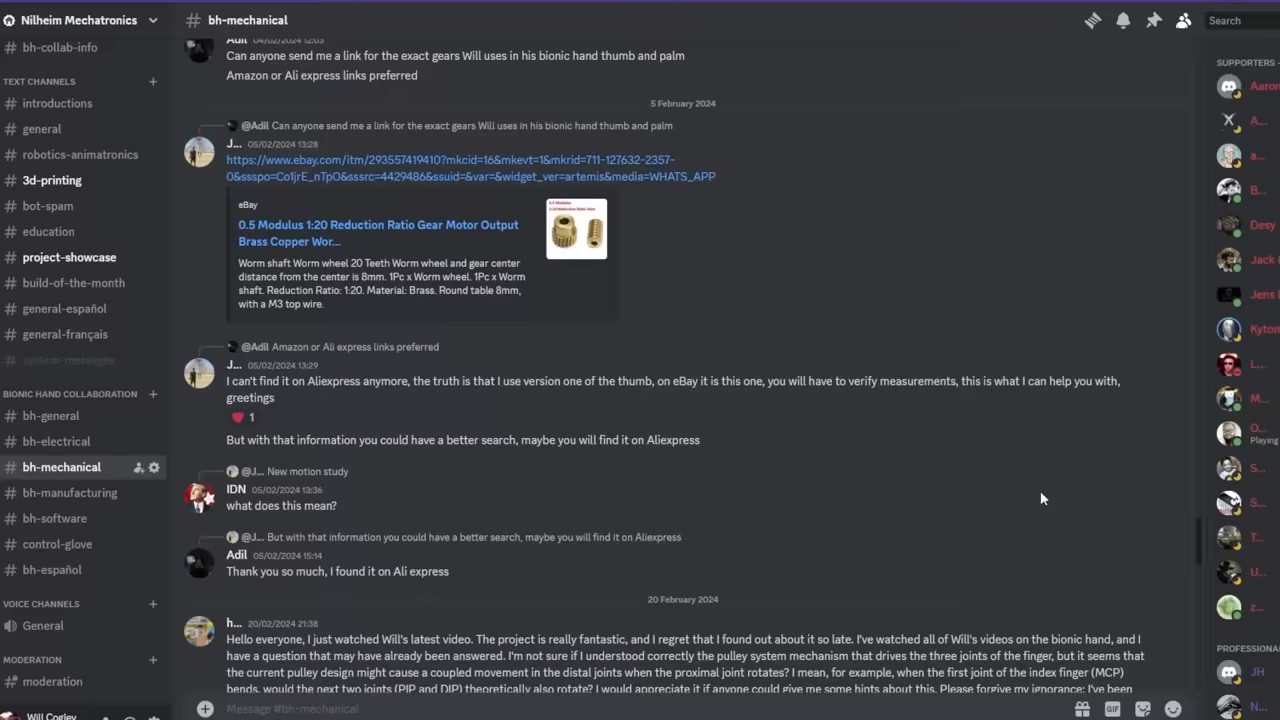 Nilheim Mechatronics
# bh-mechanical
Search
# bh-collab-info
TEXT CHANNELS
# introductions
# general
# robotics-animatronics
# 3d-printing
# bot-spam
# education
# project-showcase
# build-of-the-month
# general-español
# general-français
# system-messages
BIONIC HAND COLLABORATION
# bh-general
# bh-electrical
# bh-mechanical
# bh-manufacturing
# bh-software
# control-glove
# bh-español
VOICE CHANNELS
General
MODERATION
# moderation
Will Cogley
Adil 04/02/2024 12:03
Can anyone send me a link for the exact gears Will uses in his bionic hand thumb and palm
Amazon or Ali express links preferred
5 February 2024
@Adil Can anyone send me a link for the exact gears Will uses in his bionic hand thumb and palm
J... 05/02/2024 13:28
https://www.ebay.com/itm/293557419410?mkcid=16&mkevt=1&mkrid=711-127632-2357-
0&ssspo=Co1jrE_nTpO&sssrc=4429486&ssuid=&var=&widget_ver=artemis&media=WHATS_APP
eBay
0.5 Modulus 1:20 Reduction Ratio Gear Motor Output
Brass Copper Wor...
Worm shaft Worm wheel 20 Teeth Worm wheel and gear center
distance from the center is 8mm. 1Pc x Worm wheel. 1Pc x Worm
shaft. Reduction Ratio: 1:20. Material: Brass. Round table 8mm,
with a M3 top wire.
@Adil Amazon or Ali express links preferred
J... 05/02/2024 13:29
I can't find it on Aliexpress anymore, the truth is that I use version one of the thumb, on eBay it is this one, you will have to verify measurements, this is what I can help you with,
greetings
1
But with that information you could have a better search, maybe you will find it on Aliexpress
@J... New motion study
IDN 05/02/2024 13:36
what does this mean?
@J... But with that information you could have a better search, maybe you will find it on Aliexpress
Adil 05/02/2024 15:14
Thank you so much, I found it on Ali express
20 February 2024
h... 20/02/2024 21:38
Hello everyone, I just watched Will's latest video. The project is really fantastic, and I regret that I found out about it so late. I've watched all of Will's videos on the bionic hand, and I
have a question that may have already been answered. I'm not sure if I understood correctly the pulley system mechanism that drives the three joints of the finger, but it seems that
the current pulley design might cause a coupled movement in the distal joints when the proximal joint rotates? I mean, for example, when the first joint of the index finger (MCP)
bends, would the next two joints (PIP and DIP) theoretically also rotate? I would appreciate it if anyone could give me some hints about this. Please forgive my ignorance; I've been
Message #bh-mechanical
GIF
SUPPORTERS -
Aaron
A...
a...
B...
Desy
Jack
Jens
Kyton
L...
M...
O...
Playing
S...
S...
T...
U...
z...
PROFESSIONA
JH
N...